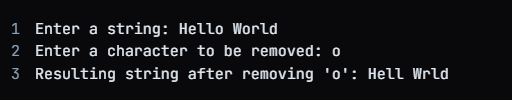 1 Enter a string: Hello World
2 Enter a character to be removed: o
3 Resulting string after removing 'o': Hell Wrld